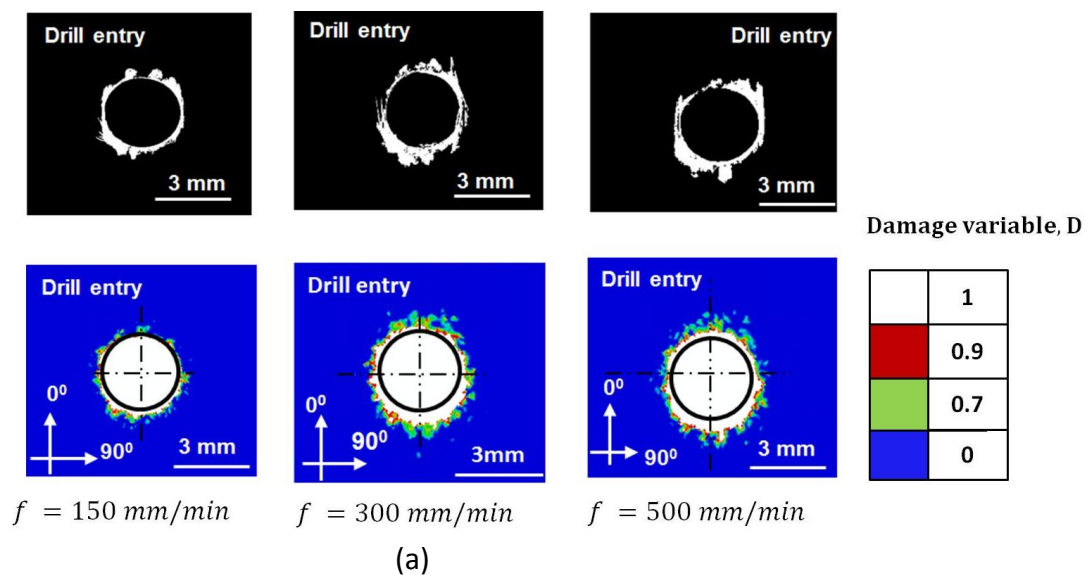 Drill entry
Drill entry
Drill entry
3 mm
3 mm
3 mm
Damage variable, D
Drill entry
Drill entry
Drill entry
1
0.9
0.7
0
0⁰
90⁰
3 mm
0⁰
90⁰
3mm
0⁰
90⁰
3 mm
f = 150 mm/min
f = 300 mm/min
f = 500 mm/min
(a)